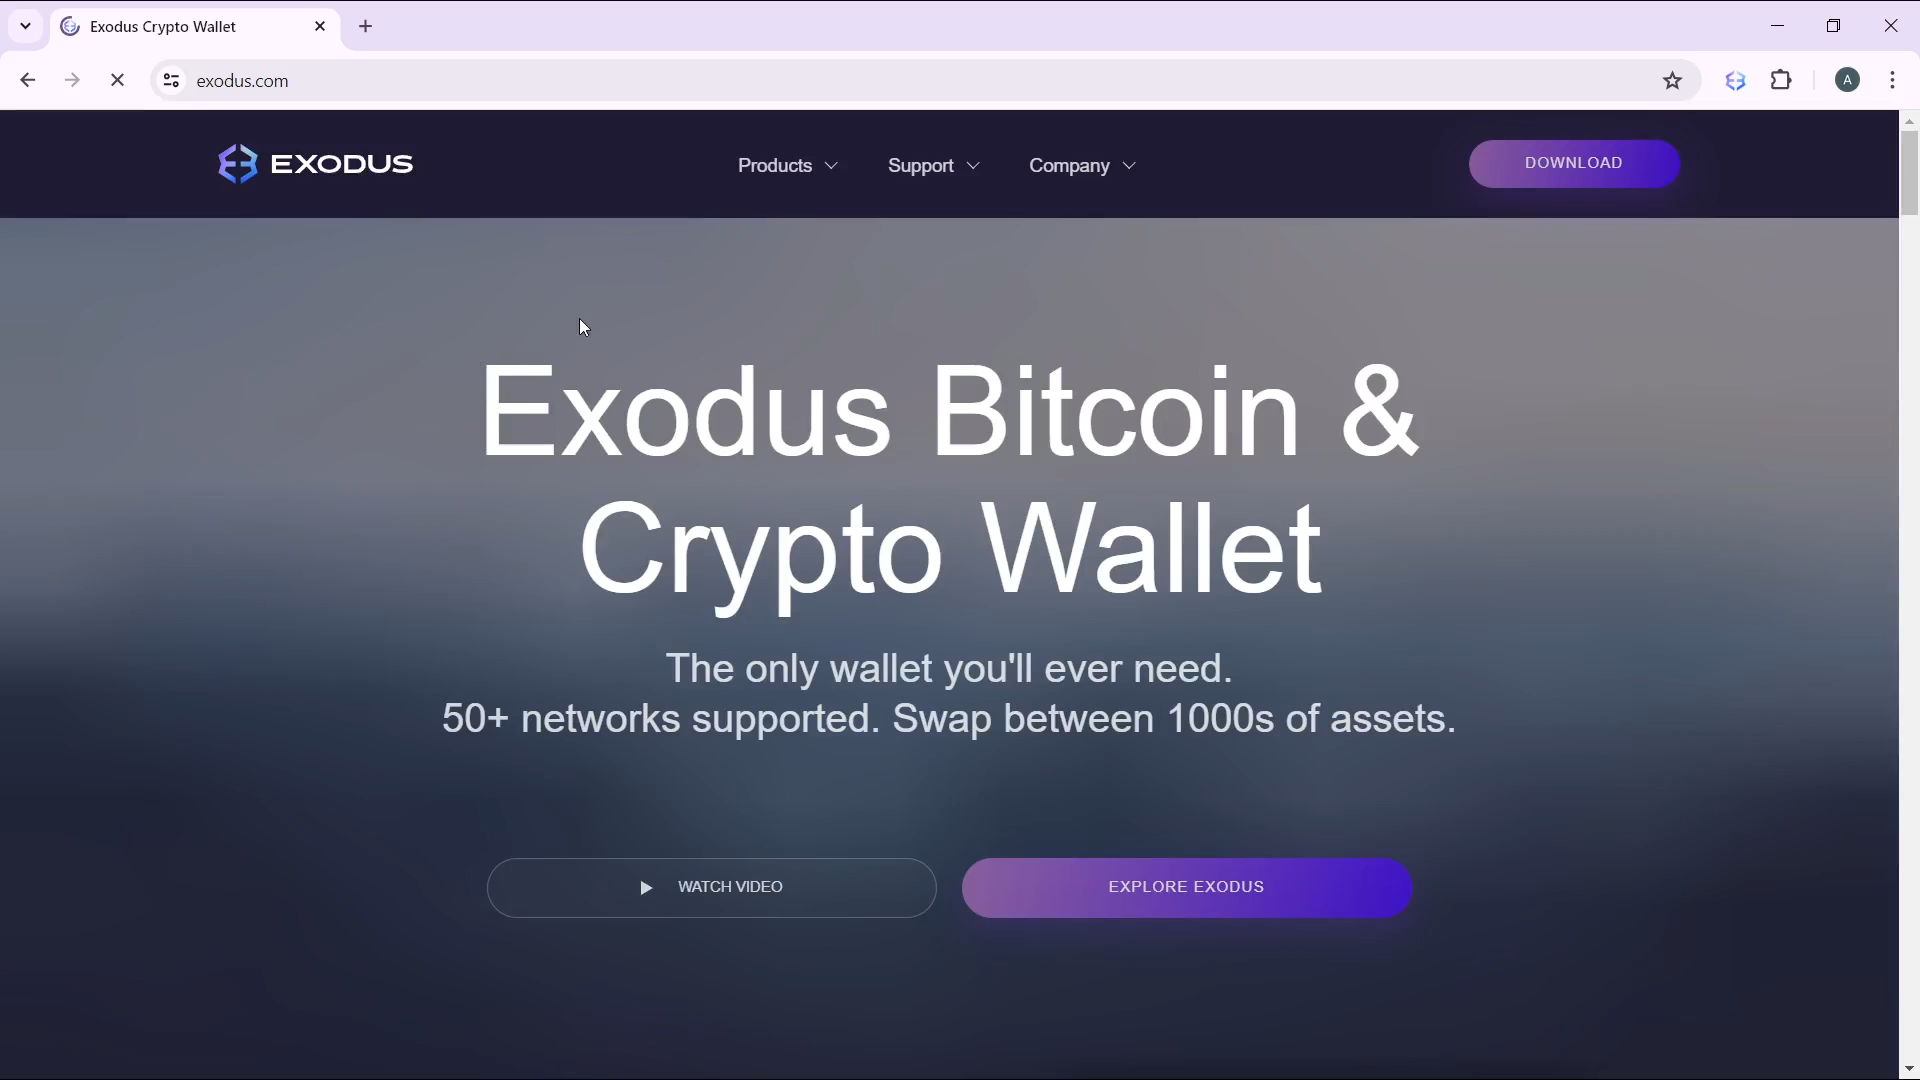 Exodus Crypto Wallet
exodus.com
A
EXODUS
Products
Support
Company
DOWNLOAD
Exodus Bitcoin &
Crypto Wallet
The only wallet you'll ever need.
50+ networks supported. Swap between 1000s of assets.
WATCH VIDEO
EXPLORE EXODUS